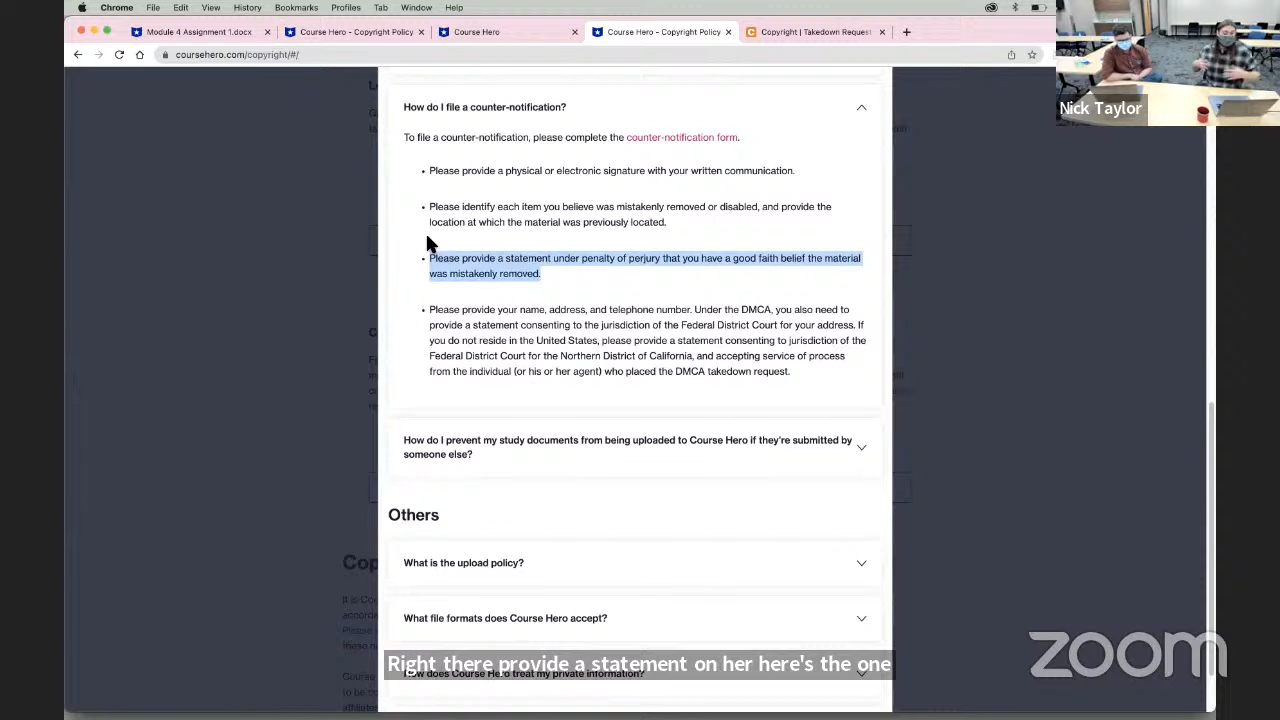 Chrome File Edit View History Bookmarks Profiles Tab Window Help
Module 4 Assignment 1.docx
Course Hero - Copyright Policy
Course Hero
Course Hero - Copyright Policy
Copyright | Takedown Request
coursehero.com/copyright/#/
Nick Taylor
How do I file a counter-notification?
To file a counter-notification, please complete the counter-notification form.
• Please provide a physical or electronic signature with your written communication.
• Please identify each item you believe was mistakenly removed or disabled, and provide the
location at which the material was previously located.
• Please provide a statement under penalty of perjury that you have a good faith belief the material
was mistakenly removed.
• Please provide your name, address, and telephone number. Under the DMCA, you also need to
provide a statement consenting to the jurisdiction of the Federal District Court for your address. If
you do not reside in the United States, please provide a statement consenting to jurisdiction of the
Federal District Court for the Northern District of California, and accepting service of process
from the individual (or his or her agent) who placed the DMCA takedown request.
How do I prevent my study documents from being uploaded to Course Hero if they're submitted by
someone else?
Others
What is the upload policy?
What file formats does Course Hero accept?
Right there provide a statement on her here's the one
How does Course Hero treat my private information?
zoom